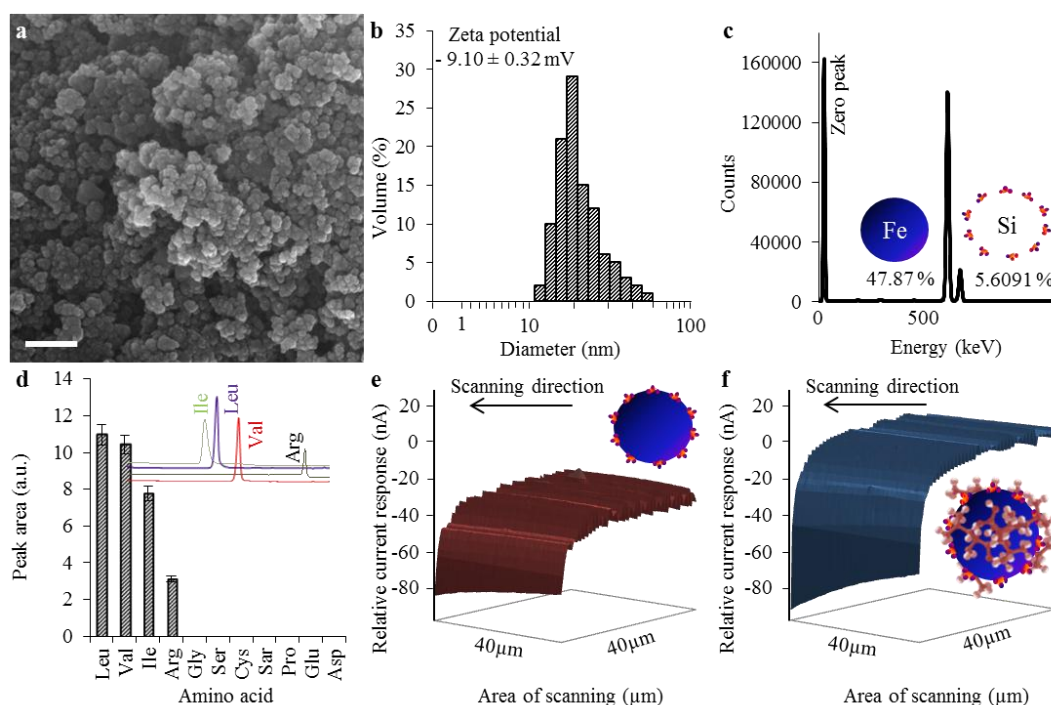 a
b
Zeta potential
- 9.10 ± 0.32 mV
Volume (%)
35
30
25
20
15
10
5
0
0 1 10 100
Diameter (nm)
c
Counts
160000
120000
80000
40000
0
Zero peak
Fe
47.87 %
Si
5.6091 %
0 500
Energy (keV)
d
Peak area (a.u.)
14
12
10
8
6
4
2
0
Ile
Leu
Val
Arg
Leu
Val
Ile
Arg
Gly
Ser
Cys
Sar
Pro
Glu
Asp
Amino acid
e
Scanning direction
Relative current response (nA)
20
0
-20
-40
-60
-80
40µm
40µm
Area of scanning (µm)
f
Scanning direction
Relative current response (nA)
20
0
-20
-40
-60
-80
40µm
40µm
Area of scanning (µm)